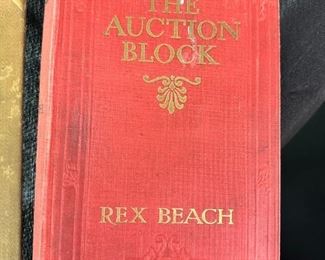 THE
AUCTION
BLOCK
REX BEACH